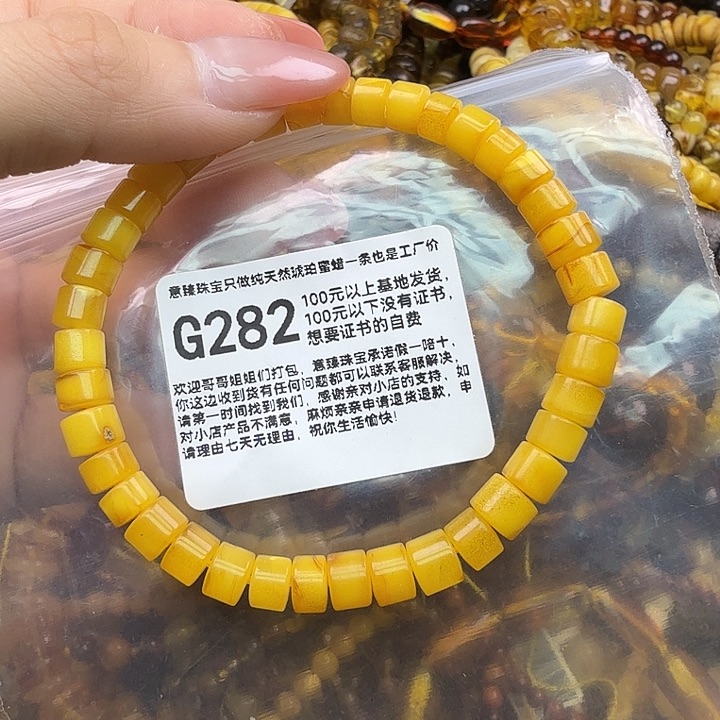 意臻珠宝只做纯天然琥珀蜜蜡一条也是工厂价
G282
100元以上基地发货,
100元以下没有证书,
想要证书的自费
欢迎哥哥姐姐们打包, 意臻珠宝承诺假一赔十,
你这边收到货有任何问题都可以联系客服解决,
请第一时间找到我们, 感谢亲对小店的支持、如
对小店产品不满意, 麻烦亲亲申请退货退款, 申
请理由七天无理由, 祝你生活愉快!